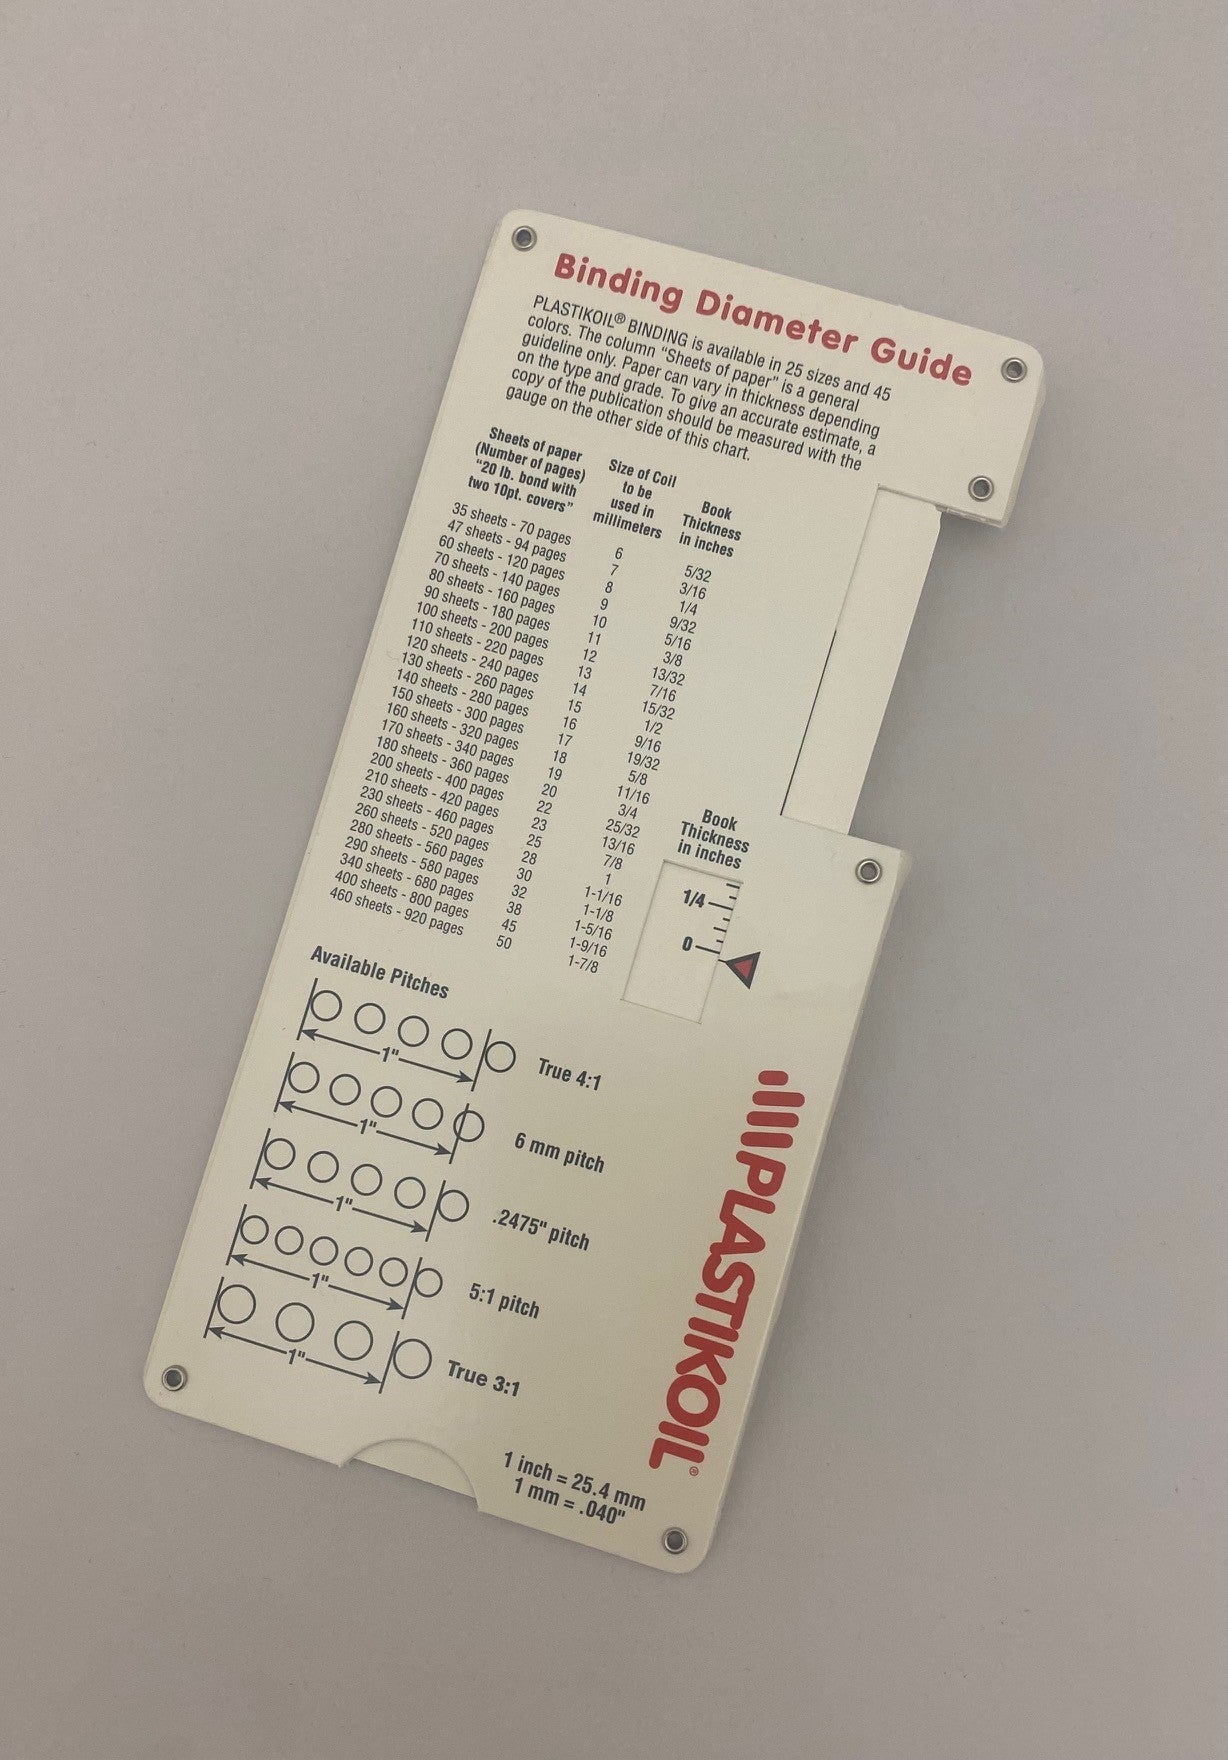 Binding Diameter Guide
PLASTIKOIL® BINDING is available in 25 sizes and 45
colors. The column "Sheets of paper" is a general
guideline only. Paper can vary in thickness depending
on the type and grade. To give an accurate estimate, a
copy of the publication should be measured with the
gauge on the other side of this chart.
Sheets of paper
(Number of pages)
"20 lb. bond with
two 10pt. covers"
Size of Coil
to be
used in
millimeters
Book
Thickness
in inches
35 sheets - 70 pages 6 5/32
47 sheets - 94 pages 7 3/16
60 sheets - 120 pages 8 1/4
70 sheets - 140 pages 9 9/32
80 sheets - 160 pages 10 5/16
90 sheets - 180 pages 11 3/8
100 sheets - 200 pages 12 13/32
110 sheets - 220 pages 13 7/16
120 sheets - 240 pages 14 15/32
130 sheets - 260 pages 15 1/2
140 sheets - 280 pages 16 9/16
150 sheets - 300 pages 17 19/32
160 sheets - 320 pages 18 5/8
170 sheets - 340 pages 19 11/16
180 sheets - 360 pages 20 3/4
200 sheets - 400 pages 22 25/32
210 sheets - 420 pages 23 13/16
230 sheets - 460 pages 25 7/8
260 sheets - 520 pages 28 1
280 sheets - 560 pages 30 1-1/16
290 sheets - 580 pages 32 1-1/8
340 sheets - 680 pages 38 1-5/16
400 sheets - 800 pages 45 1-9/16
460 sheets - 920 pages 50 1-7/8
Book
Thickness
in inches
1/4
0
Available Pitches
1" True 4:1
1" 6 mm pitch
1" .2475" pitch
1" 5:1 pitch
1" True 3:1
PLASTIKOIL®
1 inch = 25.4 mm
1 mm = .040"